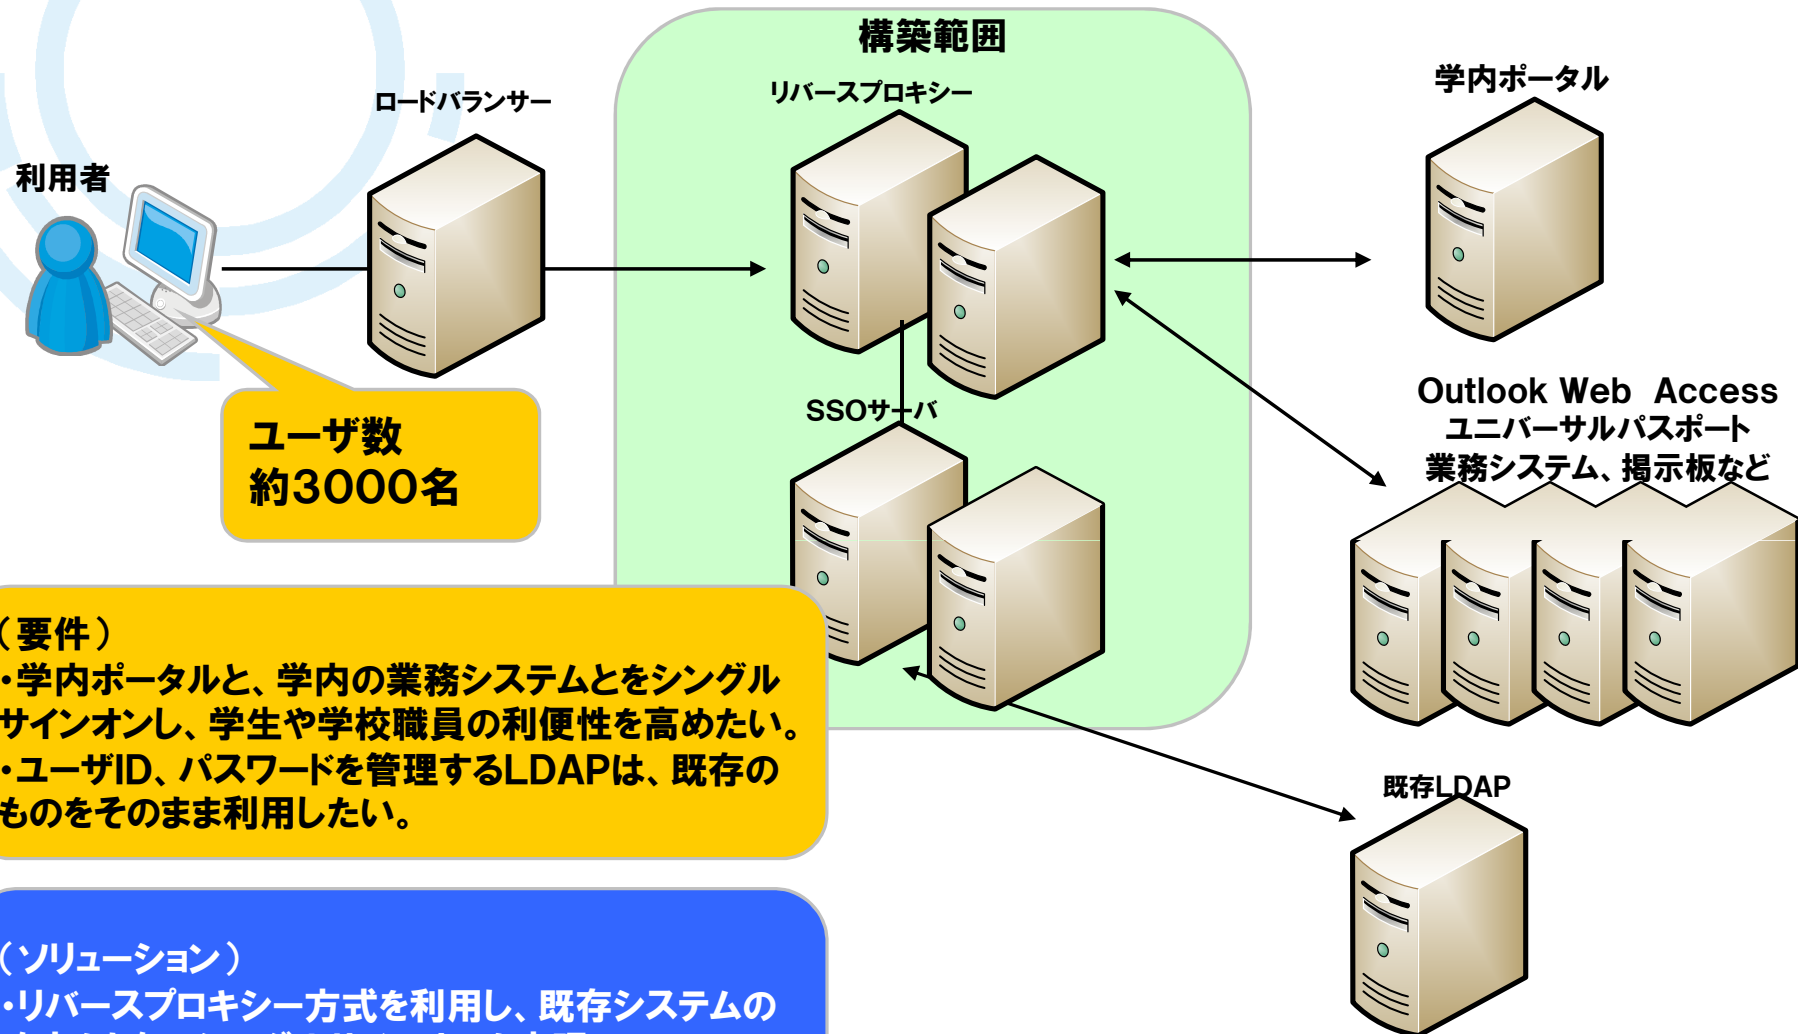 構築範囲
ロードバランサー
リバースプロキシー
学内ポータル
利用者
ユーザ数
約3000名
SSOサーバ
Outlook Web Access
ユニバーサルパスポート
業務システム、掲示板など
（要件）
・学内ポータルと、学内の業務システムとをシングル
サインオンし、学生や学校職員の利便性を高めたい。
・ユーザID、パスワードを管理するLDAPは、既存の
ものをそのまま利用したい。
既存LDAP
（ソリューション）
・リバースプロキシー方式を利用し、既存システムの